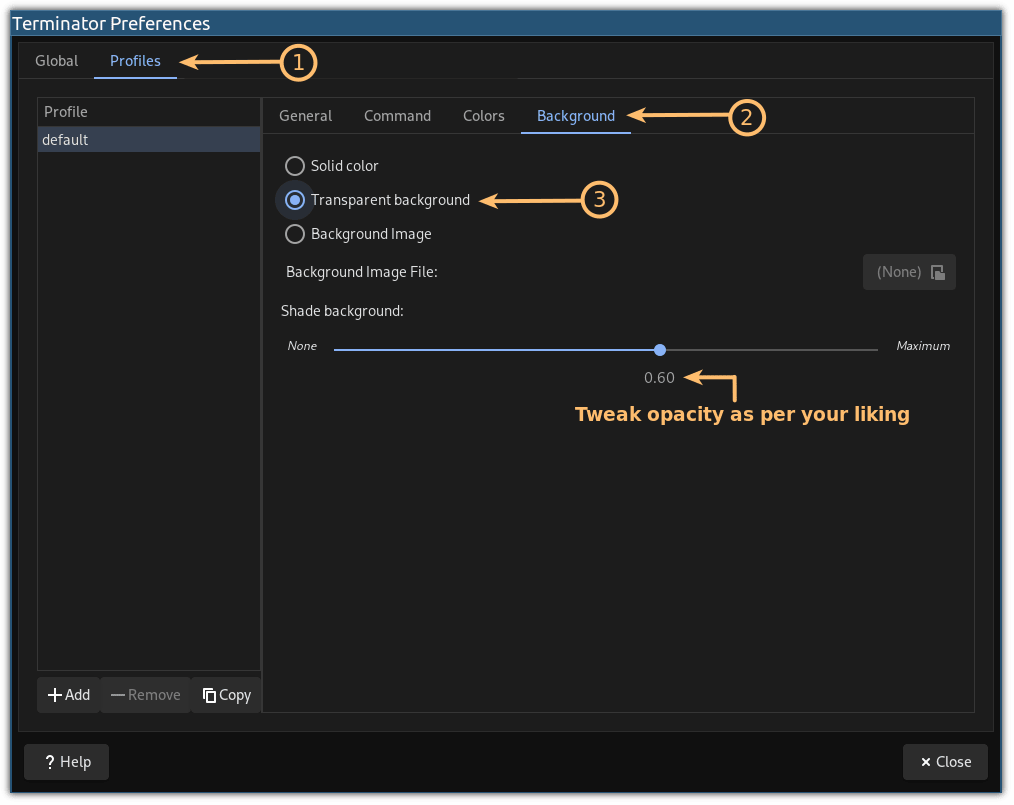 Terminator Preferences
Global Profiles 1
Profile
default
General Command Colors Background 2
Solid color
Transparent background 3
Background Image
Background Image File: (None)
Shade background:
None Maximum
0.60
Tweak opacity as per your liking
Add Remove Copy
? Help × Close